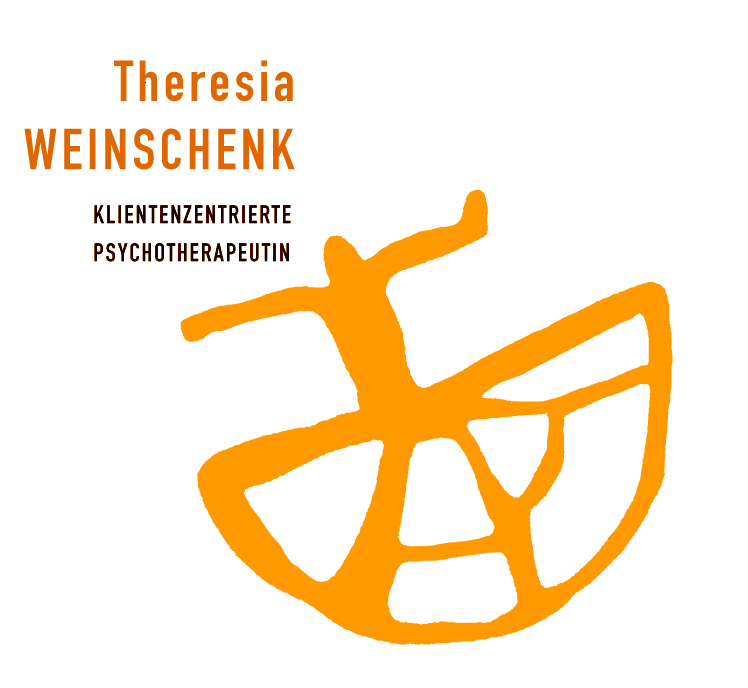 Theresia
WEINSCHENK
KLIENTENZENTRIERTE
PSYCHOTHERAPEUTIN